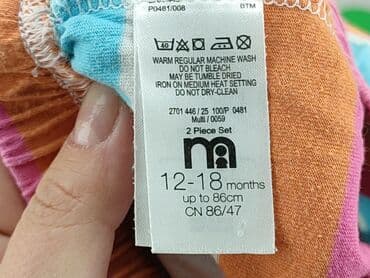 P0481/008 BTM
40
WARM REGULAR MACHINE WASH
DO NOT BLEACH
MAY BE TUMBLE DRIED
IRON ON MEDIUM HEAT SETTING
DO NOT DRY-CLEAN
2701 446 / 25 100/P 0481
Multi / 0059
2 Piece Set
m
12-18 months
up to 86cm
CN 86/47